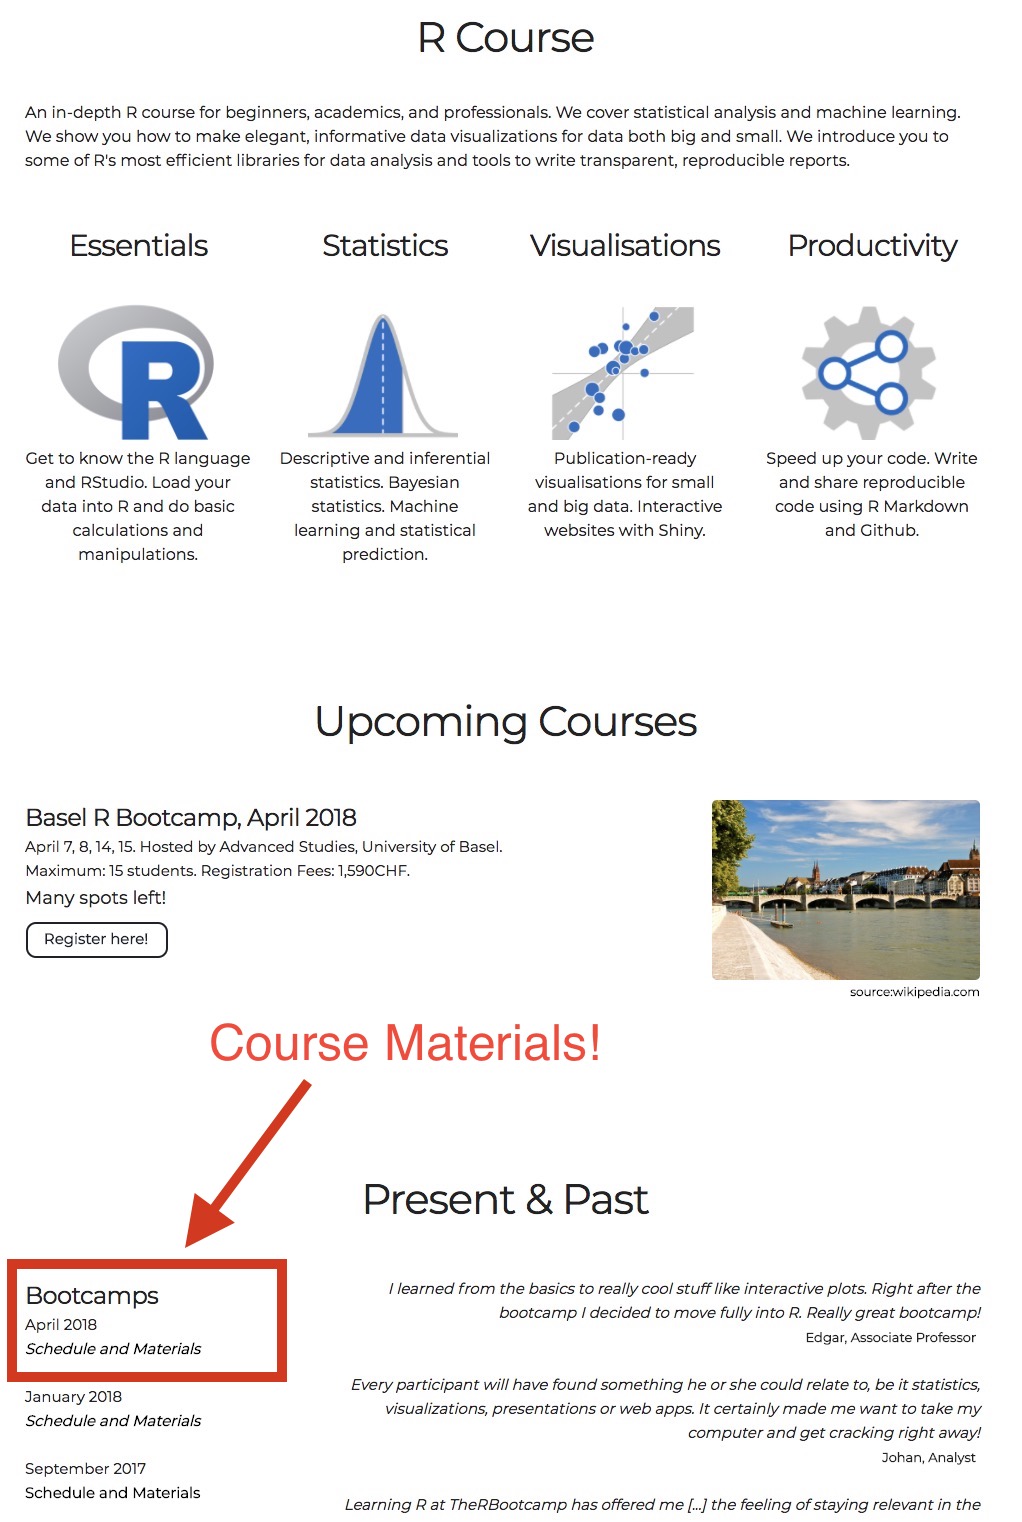 R Course
An in-depth R course for beginners, academics, and professionals. We cover statistical analysis and machine learning.
We show you how to make elegant, informative data visualizations for data both big and small. We introduce you to
some of R's most efficient libraries for data analysis and tools to write transparent, reproducible reports.
Essentials
R
Get to know the R language
and RStudio. Load your
data into R and do basic
calculations and
manipulations.
Statistics
Descriptive and inferential
statistics. Bayesian
statistics. Machine
learning and statistical
prediction.
Visualisations
Publication-ready
visualisations for small
and big data. Interactive
websites with Shiny.
Productivity
Speed up your code. Write
and share reproducible
code using R Markdown
and Github.
Upcoming Courses
Basel R Bootcamp, April 2018
April 7, 8, 14, 15. Hosted by Advanced Studies, University of Basel.
Maximum: 15 students. Registration Fees: 1,590CHF.
Many spots left!
Register here!
source:wikipedia.com
Course Materials!
Present & Past
Bootcamps
April 2018
Schedule and Materials
January 2018
Schedule and Materials
September 2017
Schedule and Materials
I learned from the basics to really cool stuff like interactive plots. Right after the
bootcamp I decided to move fully into R. Really great bootcamp!
Edgar, Associate Professor
Every participant will have found something he or she could relate to, be it statistics,
visualizations, presentations or web apps. It certainly made me want to take my
computer and get cracking right away!
Johan, Analyst
Learning R at TheRBootcamp has offered me [...] the feeling of staying relevant in the